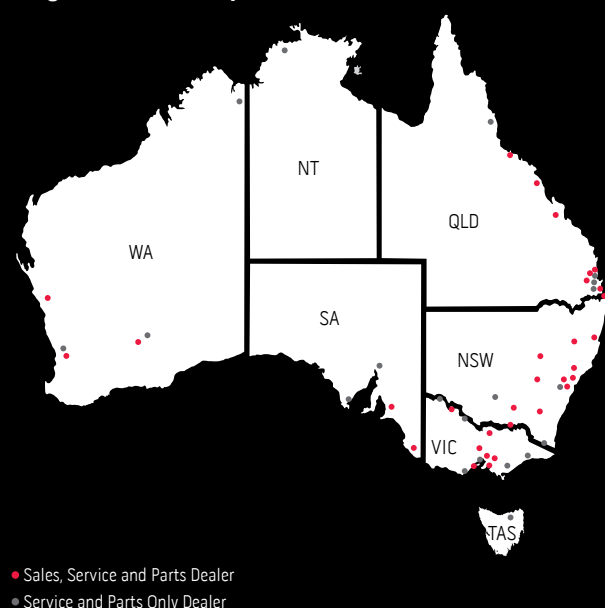 NT
QLD
WA
SA
NSW
VIC
TAS
Sales, Service and Parts Dealer
Service and Parts Only Dealer